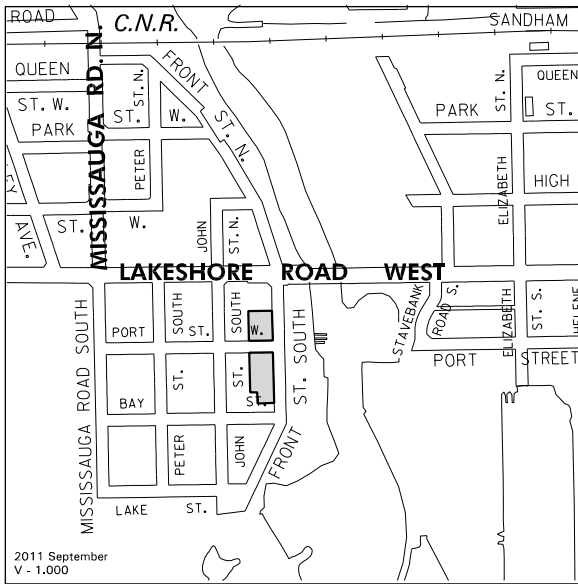 ROAD
C.N.R.
SANDHAM
MISSISSAUGA RD. N.
QUEEN
ST. W.
PARK
ST. N.
ST.
W.
FRONT
ST. N.
PETER
PARK
ST. N.
QUEEN
ST.
HIGH
ELIZABETH
AVE.
ST.
W.
JOHN
ST. N.
LAKESHORE ROAD WEST
MISSISSAUGA ROAD SOUTH
PORT
SOUTH
ST.
SOUTH
W.
ST. SOUTH
STAVEBANK
ROAD S.
ELIZABETH
ST. S.
HELENE
PORT
STREET
BAY
ST.
ST.
ST.
PETER
JOHN
FRONT
LAKE
ST.
2011 September
V - 1.000